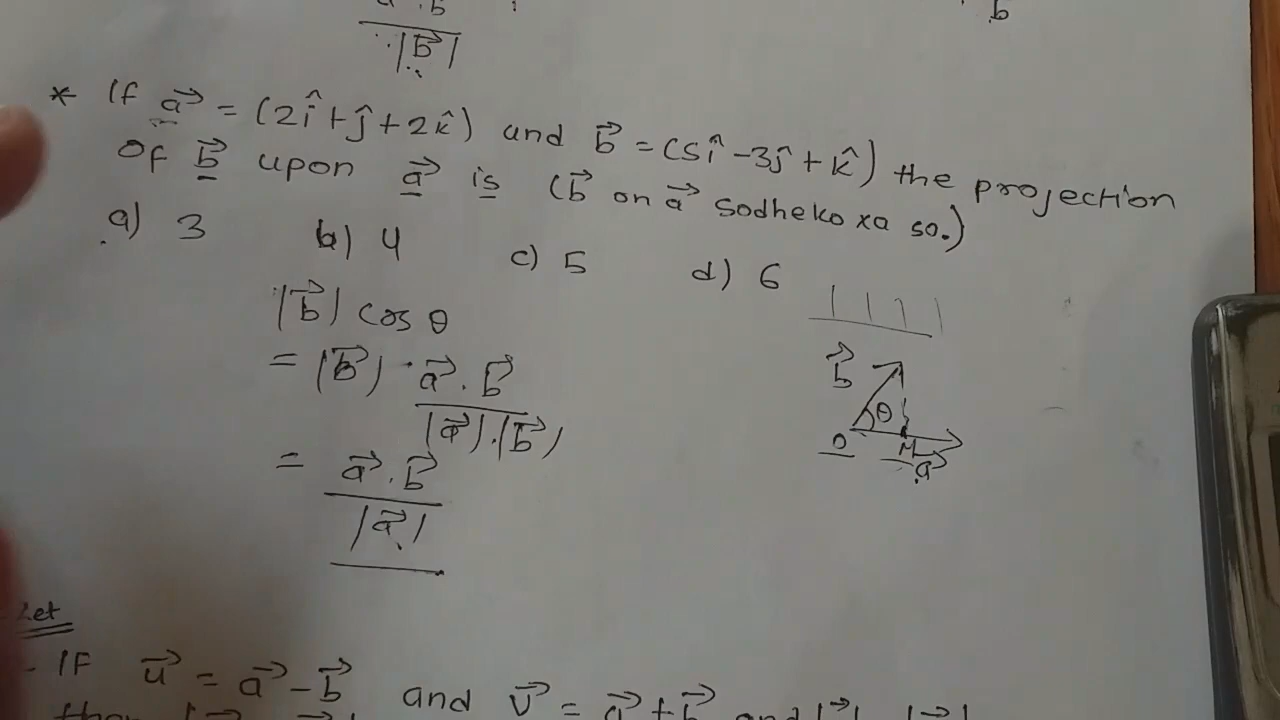 a⃗ . b⃗
|b⃗|
b
* If a⃗ = (2î + ĵ + 2k̂) and b⃗ = (5î - 3ĵ + k̂) the projection
of b⃗ upon a⃗ is (b⃗ on a⃗ sodheko xa so.)
a) 3 b) 4 c) 5 d) 6
|b⃗| cos θ
= |b⃗| . a⃗ . b⃗
|a⃗| . |b⃗|
= a⃗ . b⃗
|a⃗|
b⃗
θ
O M
a⃗
Let
- If u⃗ = a⃗ - b⃗ and v⃗ = a⃗ + b⃗ and